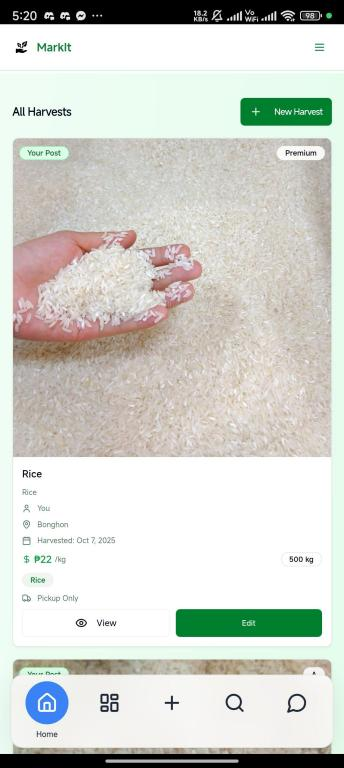 5:20
18.2 KB/s
Vo WiFi
98
MarkIt
All Harvests
+ New Harvest
Your Post
Premium
Rice
Rice
You
Bonghon
Harvested: Oct 7, 2025
$ ₱22 /kg
500 kg
Rice
Pickup Only
View
Edit
Your Post
A
Home